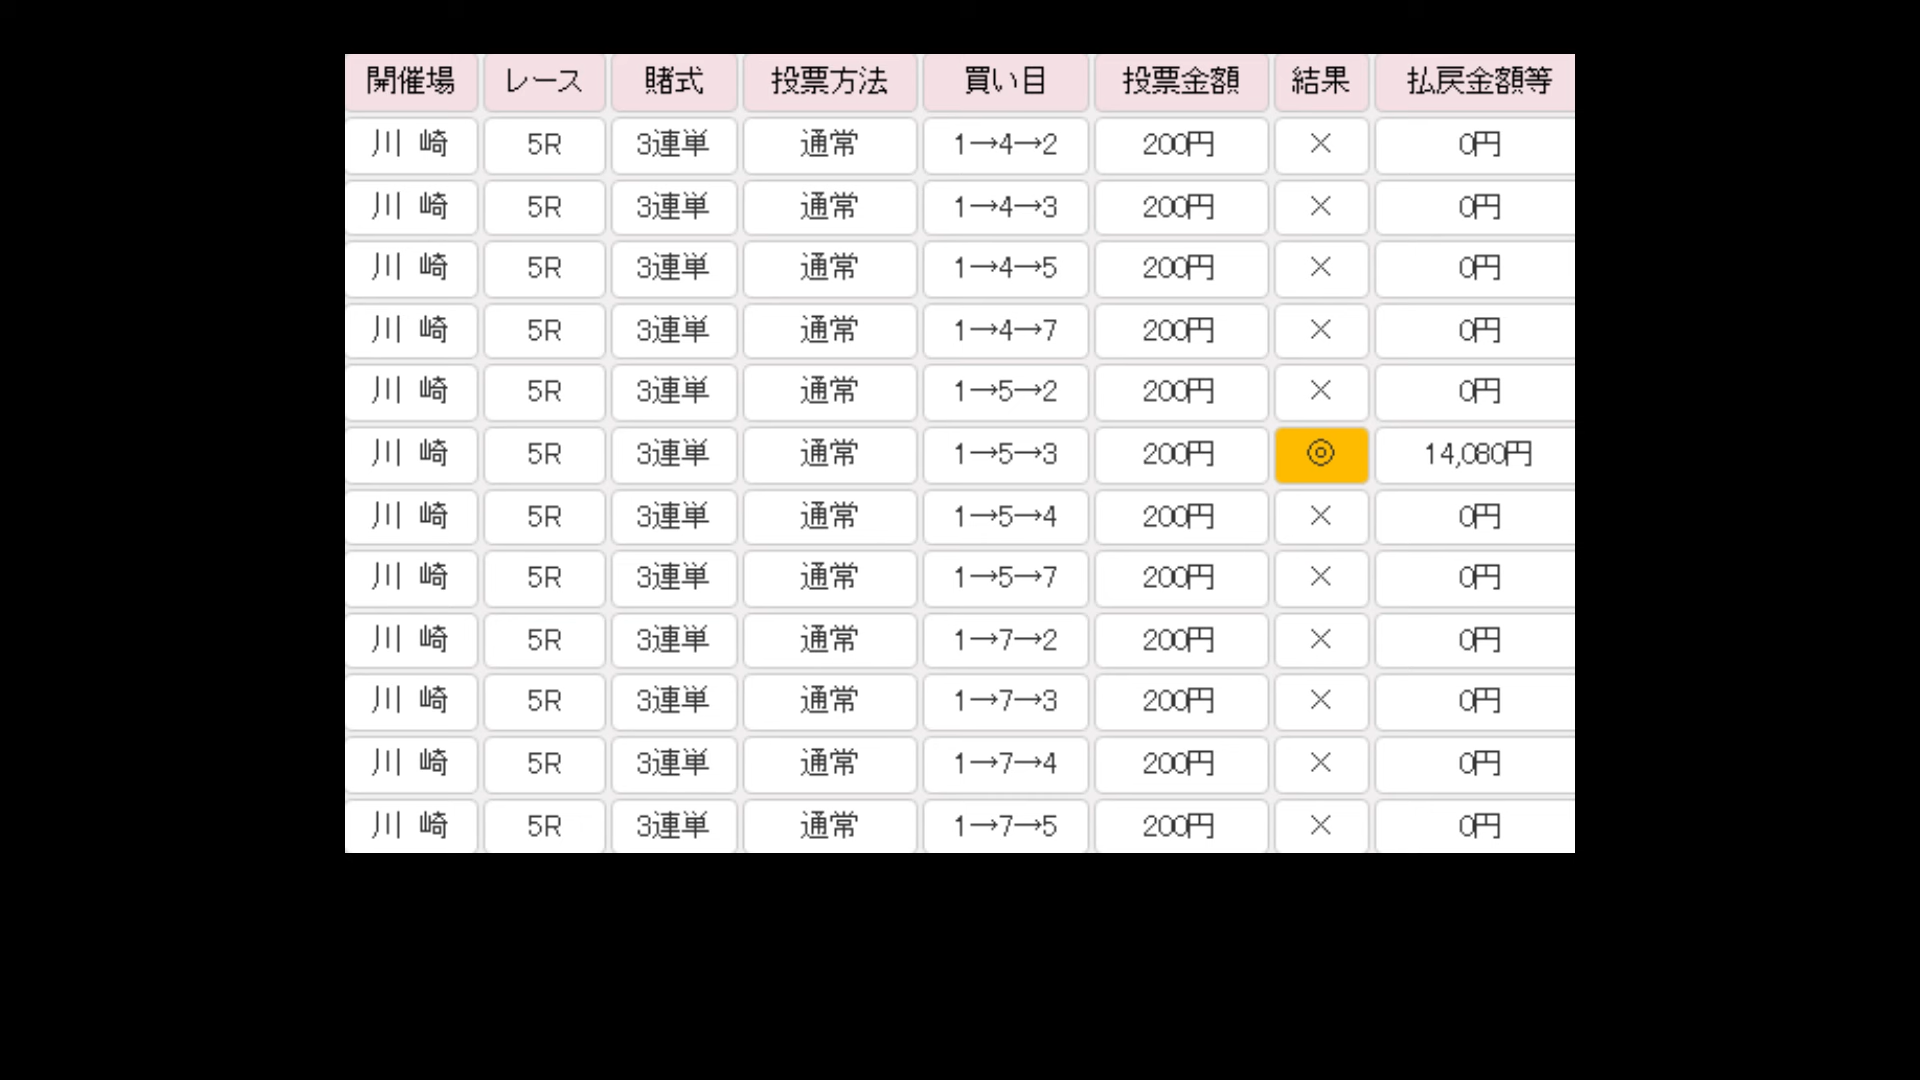 開催場 レース 賭式 投票方法 買い目 投票金額 結果 払戻金額等
川 崎 5R 3連単 通常 1→4→2 200円 × 0円
川 崎 5R 3連単 通常 1→4→3 200円 × 0円
川 崎 5R 3連単 通常 1→4→5 200円 × 0円
川 崎 5R 3連単 通常 1→4→7 200円 × 0円
川 崎 5R 3連単 通常 1→5→2 200円 × 0円
川 崎 5R 3連単 通常 1→5→3 200円 ◎ 14,080円
川 崎 5R 3連単 通常 1→5→4 200円 × 0円
川 崎 5R 3連単 通常 1→5→7 200円 × 0円
川 崎 5R 3連単 通常 1→7→2 200円 × 0円
川 崎 5R 3連単 通常 1→7→3 200円 × 0円
川 崎 5R 3連単 通常 1→7→4 200円 × 0円
川 崎 5R 3連単 通常 1→7→5 200円 × 0円